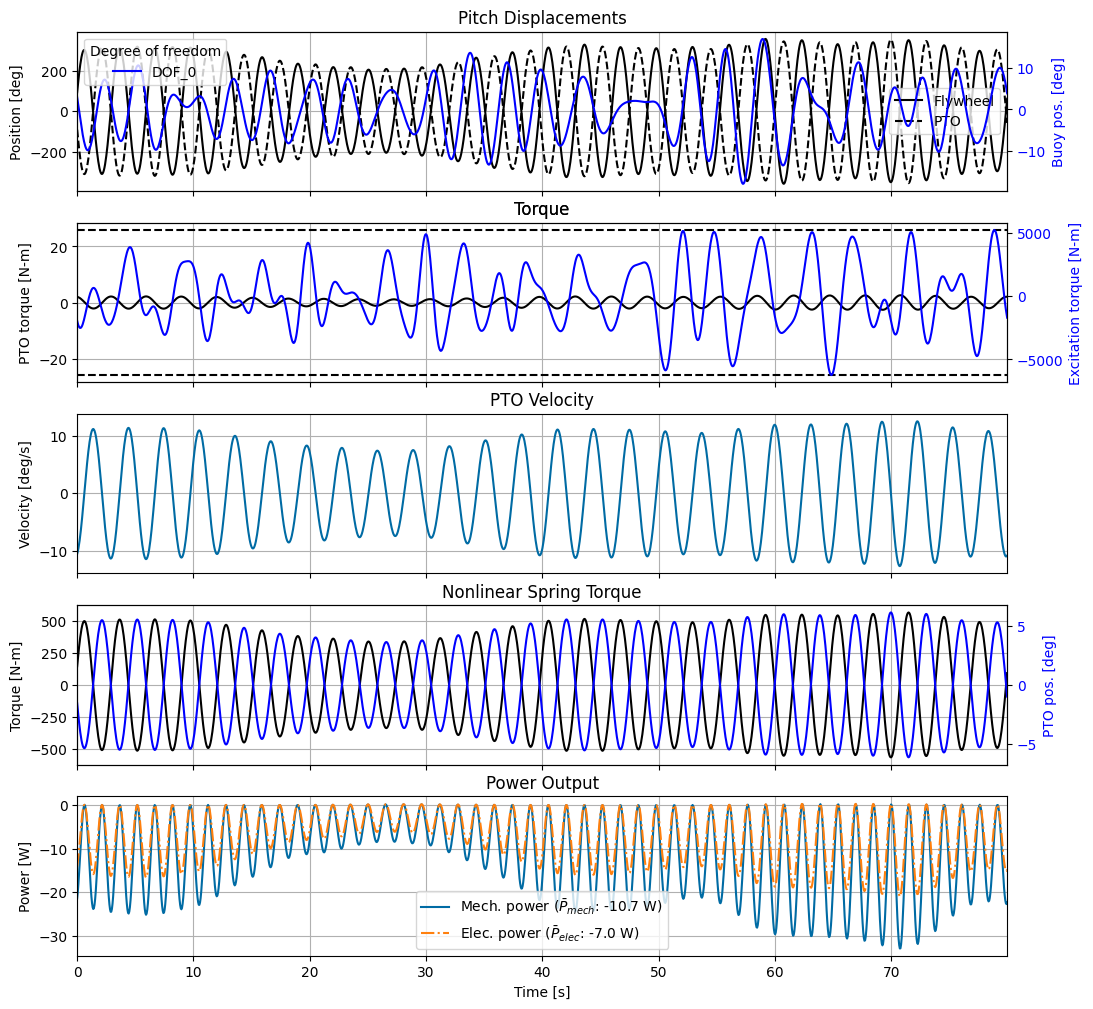 Pitch Displacements
Position [deg]
200
0
−200
Degree of freedom
DOF_0
Flywheel
PTO
10
0
−10
Buoy pos. [deg]
Torque
PTO torque [N-m]
20
0
−20
5000
0
−5000
Excitation torque [N-m]
PTO Velocity
Velocity [deg/s]
10
0
−10
Nonlinear Spring Torque
Torque [N-m]
500
250
0
−250
−500
5
0
−5
PTO pos. [deg]
Power Output
Power [W]
0
−10
−20
−30
Mech. power (P̄mech: -10.7 W)
Elec. power (P̄elec: -7.0 W)
0 10 20 30 40 50 60 70
Time [s]